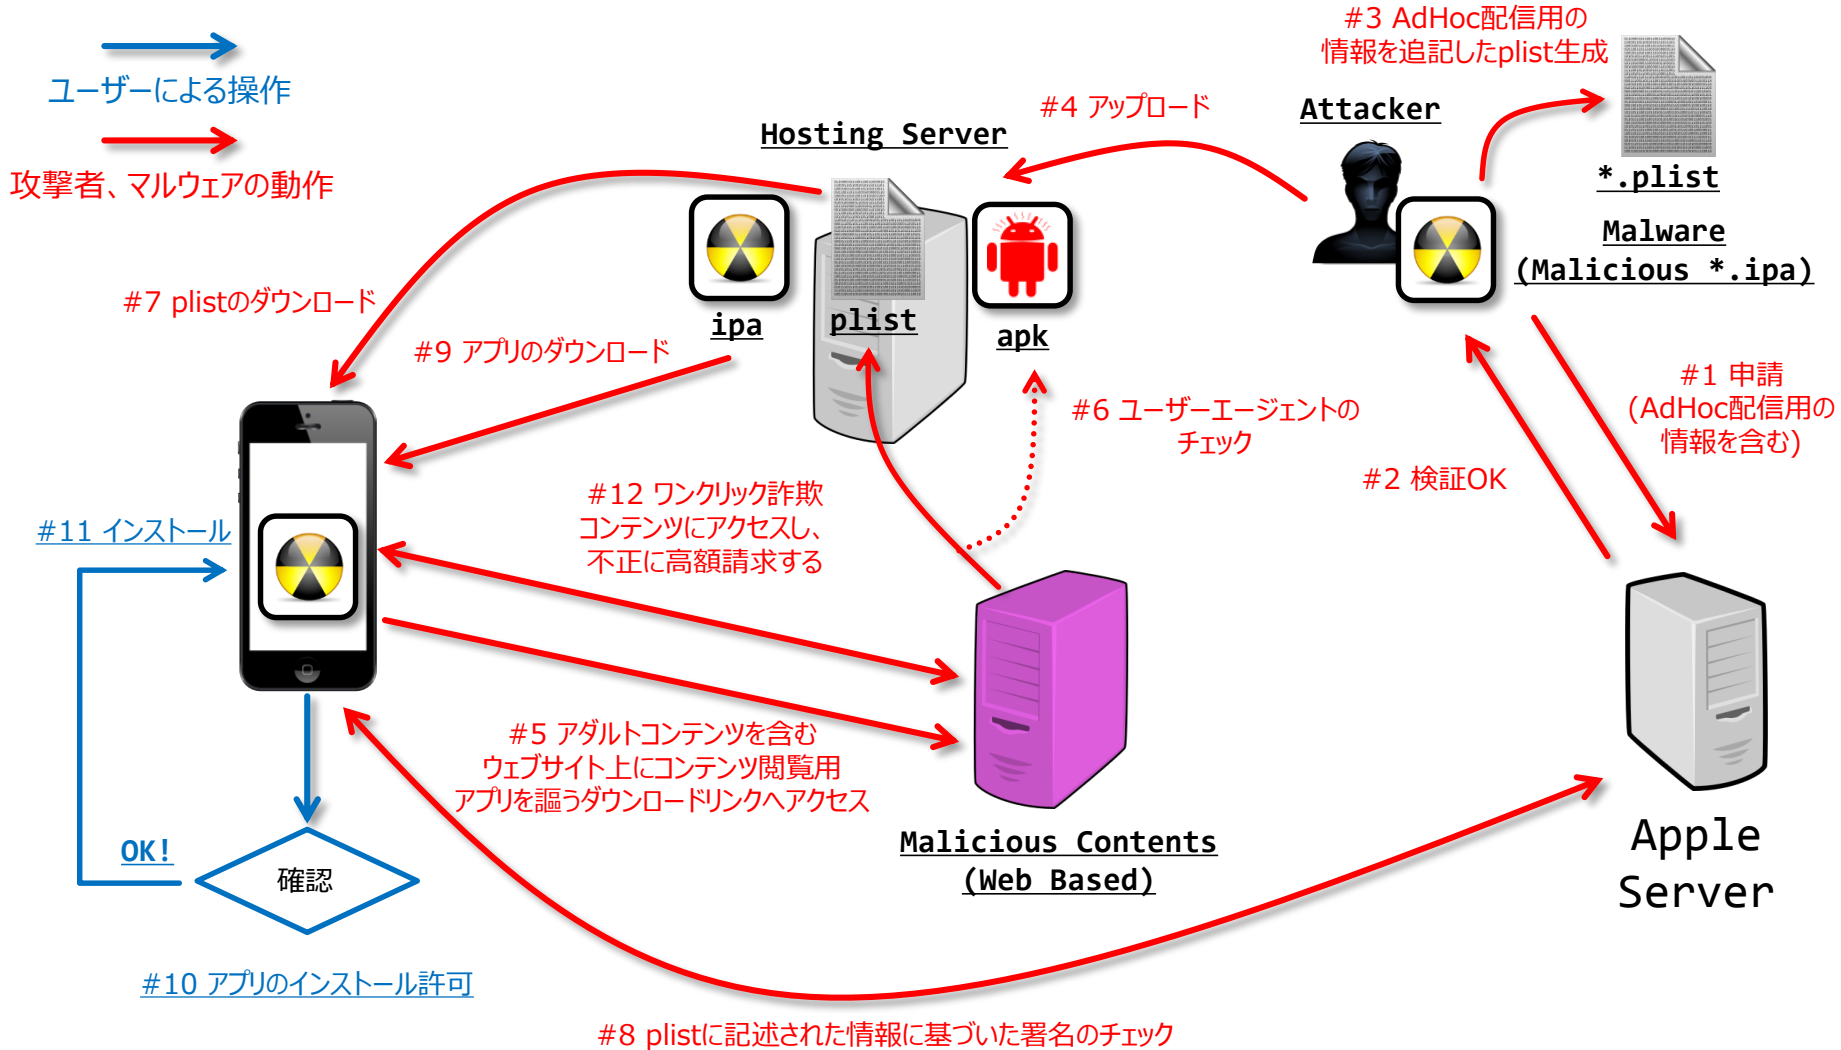 #3 AdHoc配信用の
情報を追記したplist生成
ユーザーによる操作
攻撃者、マルウェアの動作
#4 アップロード
Attacker
Hosting Server
*.plist
Malware
(Malicious *.ipa)
#7 plistのダウンロード
ipa
plist
apk
#9 アプリのダウンロード
#6 ユーザーエージェントの
チェック
#1 申請
(AdHoc配信用の
情報を含む)
#2 検証OK
#12 ワンクリック詐欺
コンテンツにアクセスし、
不正に高額請求する
#11 インストール
#5 アダルトコンテンツを含む
ウェブサイト上にコンテンツ閲覧用
アプリを謳うダウンロードリンクへアクセス
OK!
確認
Malicious Contents
(Web Based)
Apple
Server
#10 アプリのインストール許可
#8 plistに記述された情報に基づいた署名のチェック